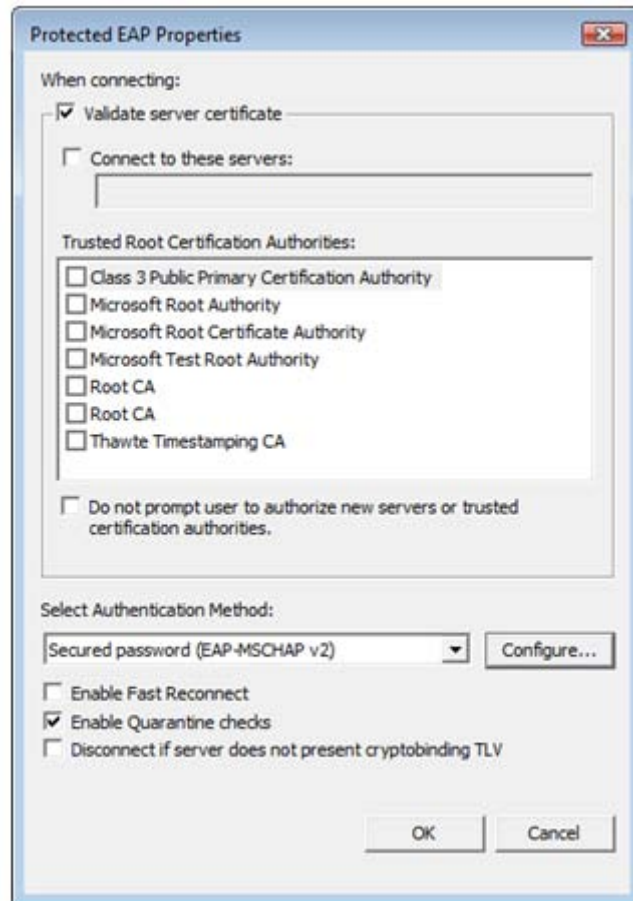 Protected EAP Properties
When connecting:
Validate server certificate
Connect to these servers:
Trusted Root Certification Authorities:
Class 3 Public Primary Certification Authority
Microsoft Root Authority
Microsoft Root Certificate Authority
Microsoft Test Root Authority
Root CA
Root CA
Thawte Timestamping CA
Do not prompt user to authorize new servers or trusted
certification authorities.
Select Authentication Method:
Secured password (EAP-MSCHAP v2) Configure...
Enable Fast Reconnect
Enable Quarantine checks
Disconnect if server does not present cryptobinding TLV
OK Cancel